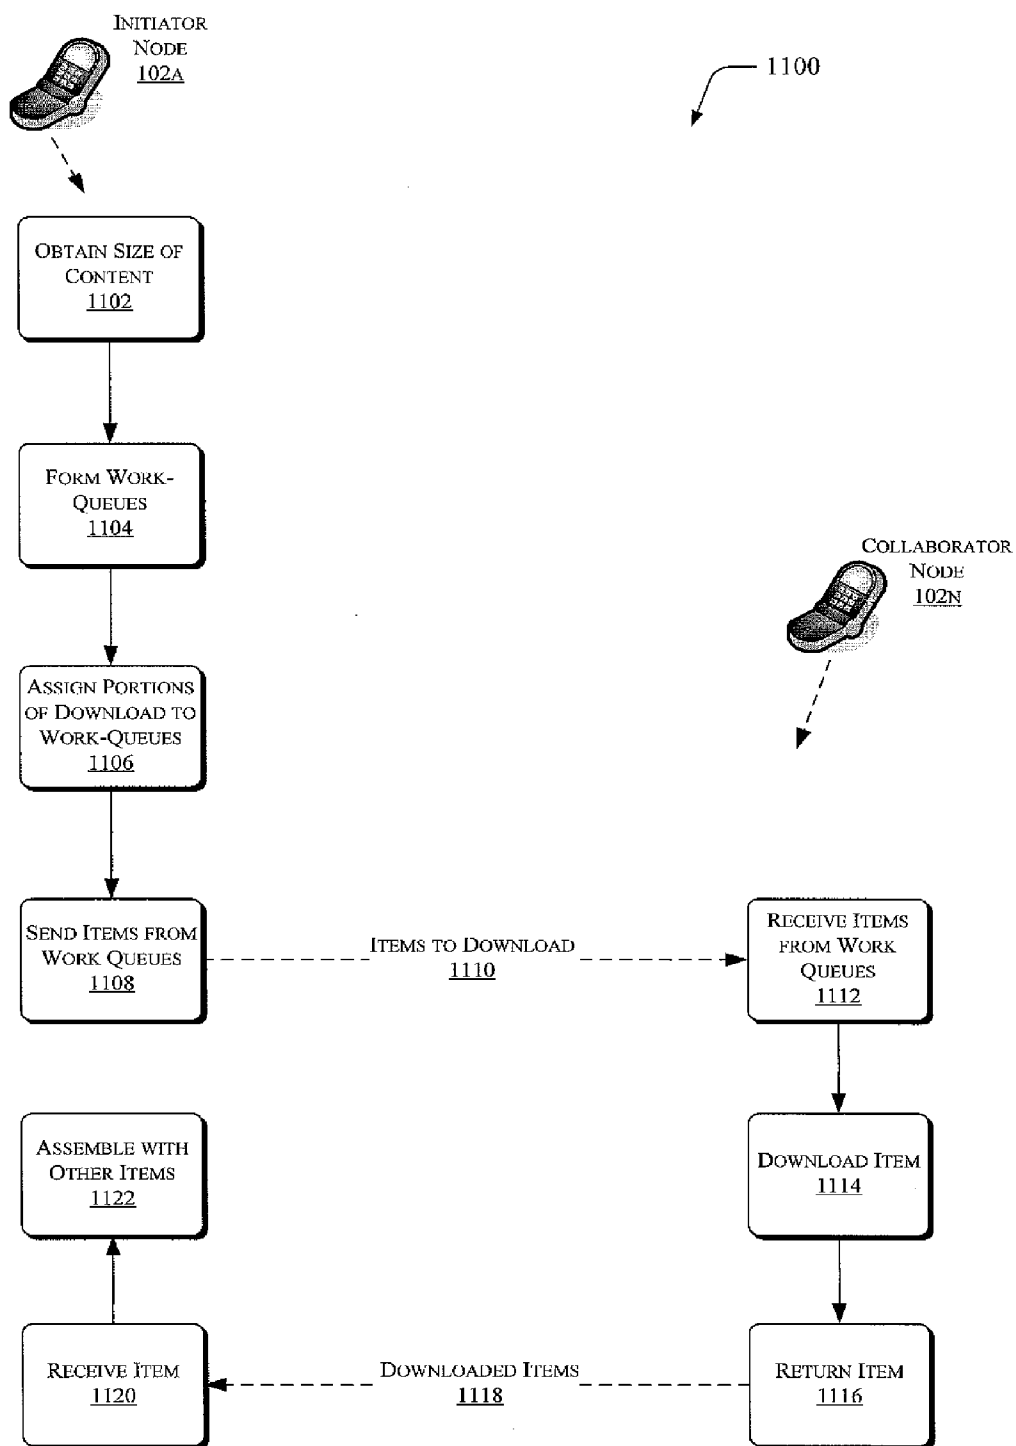 INITIATOR
NODE
102A
1100
OBTAIN SIZE OF
CONTENT
1102
FORM WORK-
QUEUES
1104
COLLABORATOR
NODE
102N
ASSIGN PORTIONS
OF DOWNLOAD TO
WORK-QUEUES
1106
SEND ITEMS FROM
WORK QUEUES
1108
ITEMS TO DOWNLOAD
1110
RECEIVE ITEMS
FROM WORK
QUEUES
1112
ASSEMBLE WITH
OTHER ITEMS
1122
DOWNLOAD ITEM
1114
RECEIVE ITEM
1120
DOWNLOADED ITEMS
1118
RETURN ITEM
1116